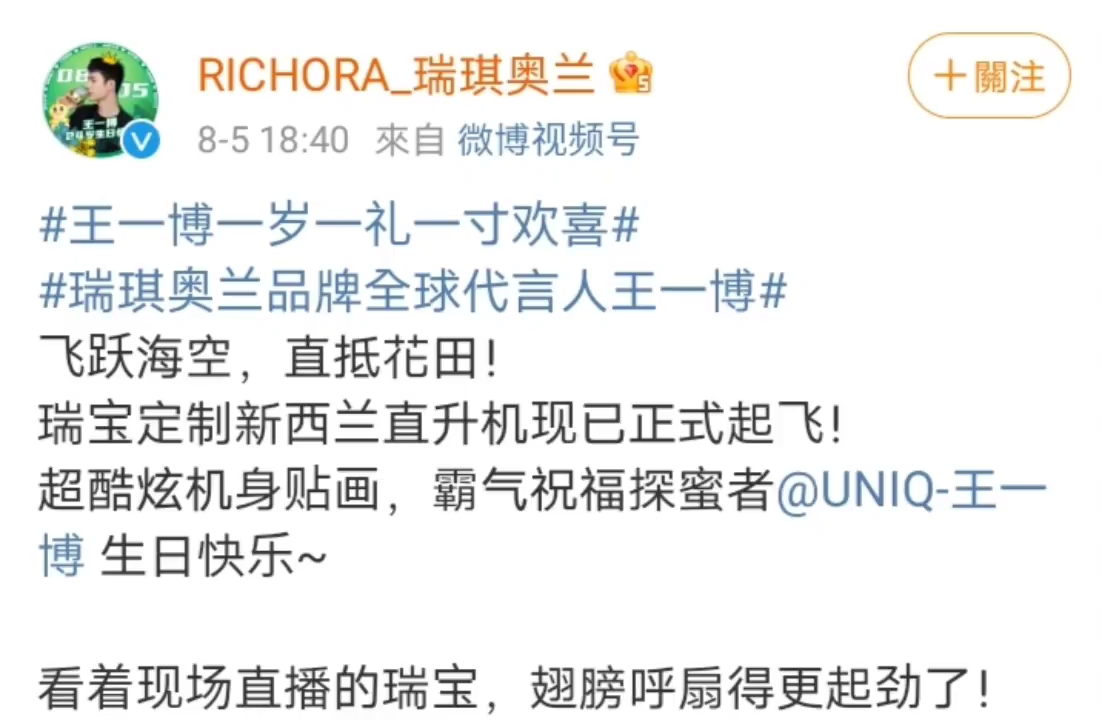 RICHORA_瑞琪奥兰
+關注
8-5 18:40 來自 微博视频号
#王一博一岁一礼一寸欢喜#
#瑞琪奥兰品牌全球代言人王一博#
飞跃海空，直抵花田！
瑞宝定制新西兰直升机现已正式起飞！
超酷炫机身贴画，霸气祝福探蜜者@UNIQ-王一
博 生日快乐~
看着现场直播的瑞宝，翅膀呼扇得更起劲了！